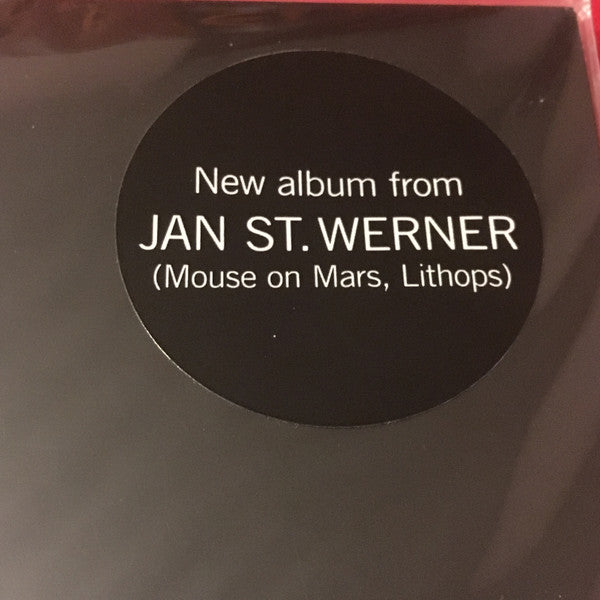 New album from
JAN ST. WERNER
(Mouse on Mars, Lithops)